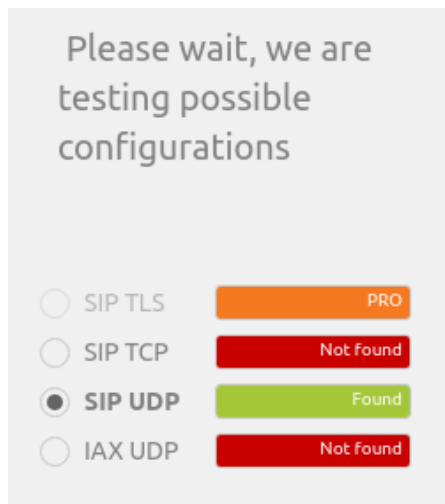 Please wait, we are
testing possible
configurations
SIP TLS PRO
SIP TCP Not found
SIP UDP Found
IAX UDP Not found